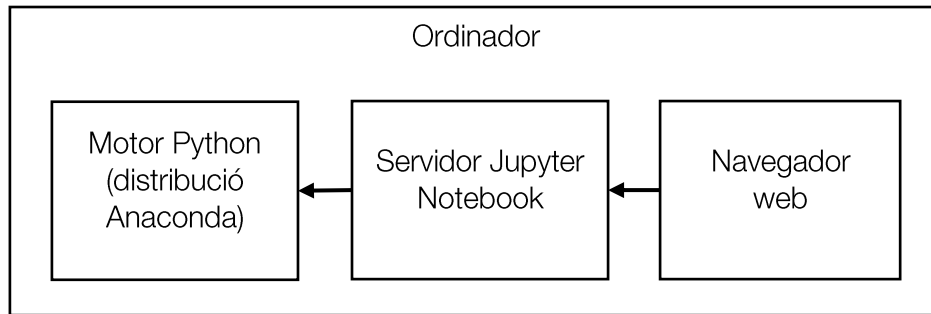 Ordinador
Motor Python
(distribució
Anaconda)
Servidor Jupyter
Notebook
Navegador
web